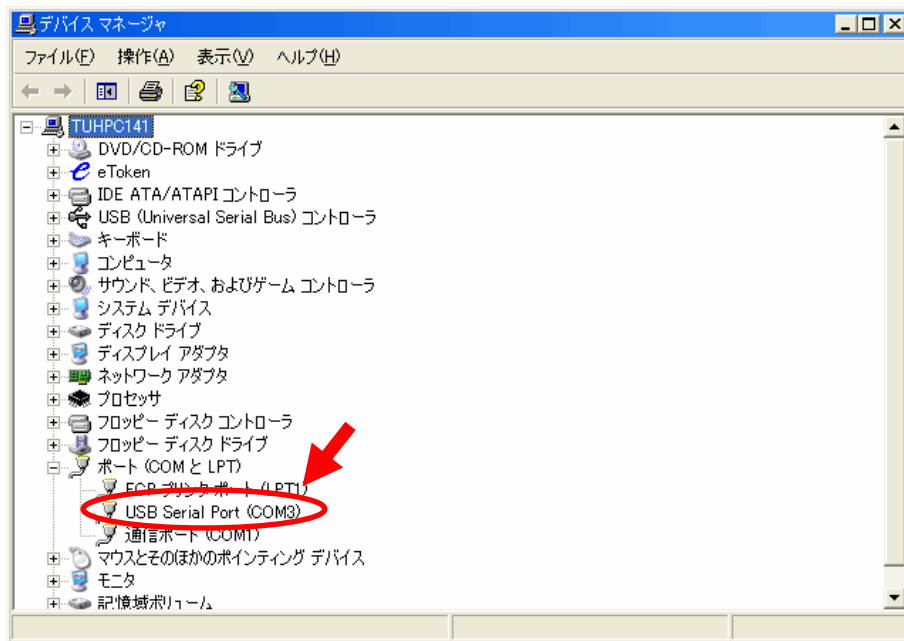 デバイス マネージャ
ファイル(F) 操作(A) 表示(V) ヘルプ(H)
TUHPC141
DVD/CD-ROM ドライブ
eToken
IDE ATA/ATAPI コントローラ
USB (Universal Serial Bus) コントローラ
キーボード
コンピュータ
サウンド、ビデオ、およびゲーム コントローラ
システム デバイス
ディスク ドライブ
ディスプレイ アダプタ
ネットワーク アダプタ
プロセッサ
フロッピー ディスク コントローラ
フロッピー ディスク ドライブ
ポート (COM と LPT)
ECP プリンタ ポート (LPT1)
USB Serial Port (COM3)
通信ポート (COM1)
マウスとそのほかのポインティング デバイス
モニタ
記憶域ボリューム